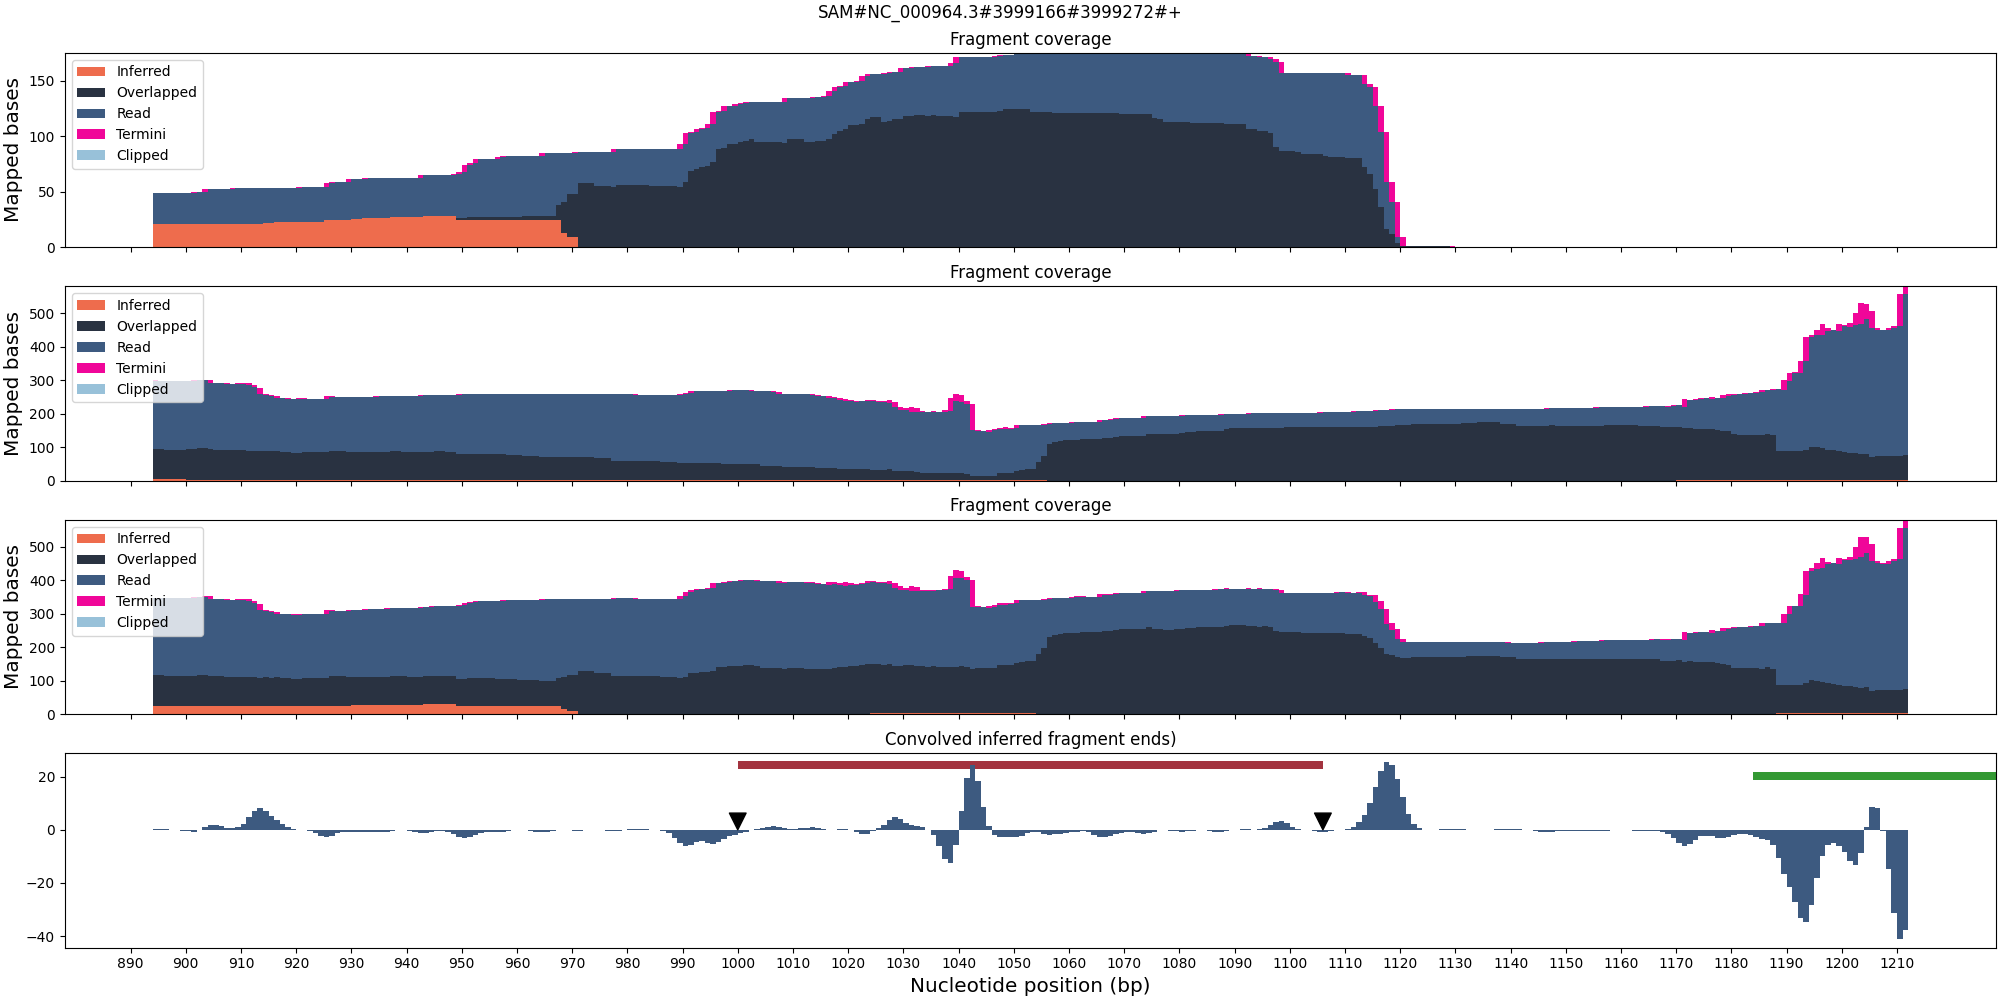 SAM#NC_000964.3#3999166#3999272#+
Fragment coverage
Mapped bases
150
100
50
0
Inferred
Overlapped
Read
Termini
Clipped
Fragment coverage
Mapped bases
500
400
300
200
100
0
Inferred
Overlapped
Read
Termini
Clipped
Fragment coverage
Mapped bases
500
400
300
200
100
0
Inferred
Overlapped
Read
Termini
Clipped
Convolved inferred fragment ends)
20
0
−20
−40
890 900 910 920 930 940 950 960 970 980 990 1000 1010 1020 1030 1040 1050 1060 1070 1080 1090 1100 1110 1120 1130 1140 1150 1160 1170 1180 1190 1200 1210
Nucleotide position (bp)